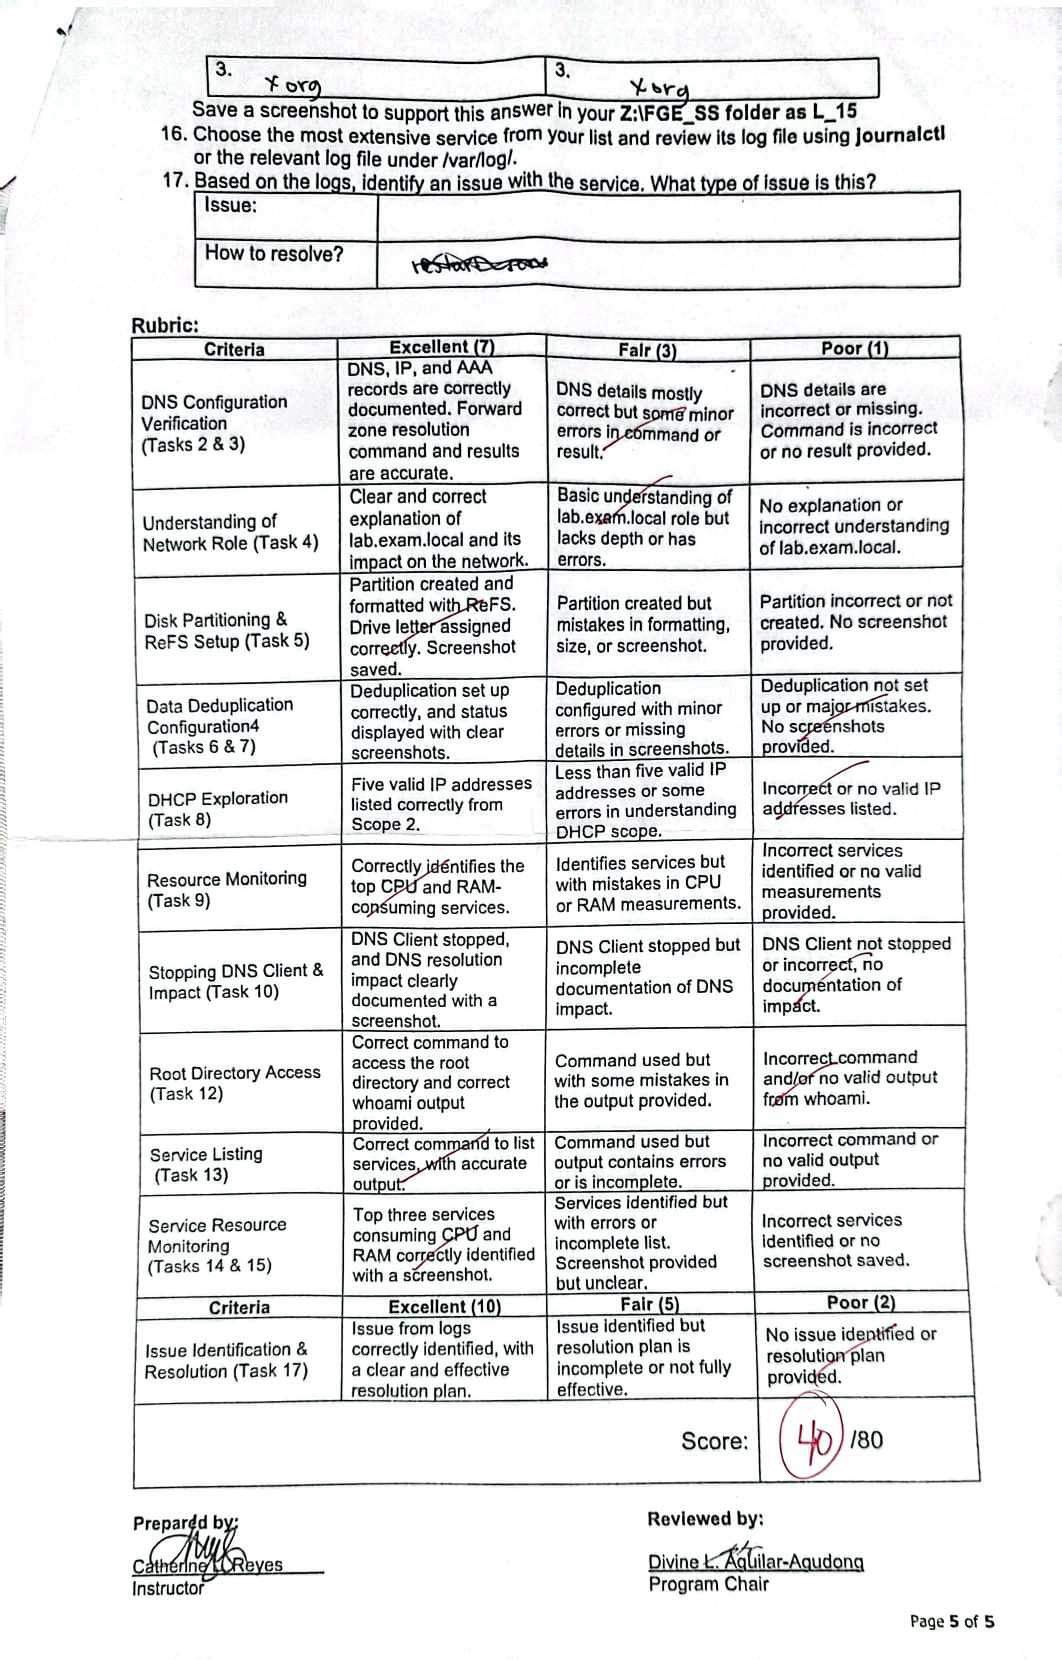 3. 3.
xorg xorg
Save a screenshot to support this answer in your Z:\FGE_SS folder as L_15
16. Choose the most extensive service from your list and review its log file using journalctl
or the relevant log file under /var/log/.
17. Based on the logs, identify an issue with the service. What type of issue is this?
Issue:
How to resolve?
Rubric:
Criteria Excellent (7) Fair (3) Poor (1)
DNS Configuration
Verification
(Tasks 2 & 3)
DNS, IP, and AAA
records are correctly
documented. Forward
zone resolution
command and results
are accurate.
DNS details mostly
correct but some minor
errors in command or
result.
DNS details are
incorrect or missing.
Command is incorrect
or no result provided.
Understanding of
Network Role (Task 4)
Clear and correct
explanation of
lab.exam.local and its
impact on the network.
Basic understanding of
lab.exam.local role but
lacks depth or has
errors.
No explanation or
incorrect understanding
of lab.exam.local.
Disk Partitioning &
ReFS Setup (Task 5)
Partition created and
formatted with ReFS.
Drive letter assigned
correctly. Screenshot
saved.
Partition created but
mistakes in formatting,
size, or screenshot.
Partition incorrect or not
created. No screenshot
provided.
Data Deduplication
Configuration4
(Tasks 6 & 7)
Deduplication set up
correctly, and status
displayed with clear
screenshots.
Deduplication
configured with minor
errors or missing
details in screenshots.
Deduplication not set
up or major mistakes.
No screenshots
provided.
DHCP Exploration
(Task 8)
Five valid IP addresses
listed correctly from
Scope 2.
Less than five valid IP
addresses or some
errors in understanding
DHCP scope.
Incorrect or no valid IP
addresses listed.
Resource Monitoring
(Task 9)
Correctly identifies the
top CPU and RAM-
consuming services.
Identifies services but
with mistakes in CPU
or RAM measurements.
Incorrect services
identified or no valid
measurements
provided.
Stopping DNS Client &
Impact (Task 10)
DNS Client stopped,
and DNS resolution
impact clearly
documented with a
screenshot.
DNS Client stopped but
incomplete
documentation of DNS
impact.
DNS Client not stopped
or incorrect, no
documentation of
impact.
Root Directory Access
(Task 12)
Correct command to
access the root
directory and correct
whoami output
provided.
Command used but
with some mistakes in
the output provided.
Incorrect command
and/or no valid output
from whoami.
Service Listing
(Task 13)
Correct command to list
services, with accurate
output.
Command used but
output contains errors
or is incomplete.
Incorrect command or
no valid output
provided.
Service Resource
Monitoring
(Tasks 14 & 15)
Top three services
consuming CPU and
RAM correctly identified
with a screenshot.
Services identified but
with errors or
incomplete list.
Screenshot provided
but unclear.
Incorrect services
identified or no
screenshot saved.
Criteria Excellent (10) Fair (5) Poor (2)
Issue Identification &
Resolution (Task 17)
Issue from logs
correctly identified, with
a clear and effective
resolution plan.
Issue identified but
resolution plan is
incomplete or not fully
effective.
No issue identified or
resolution plan
provided.
Score: 40 /80
Prepared by: Reviewed by:
Catherine L. Reyes Divine L. Aguilar-Agudong
Instructor Program Chair
Page 5 of 5